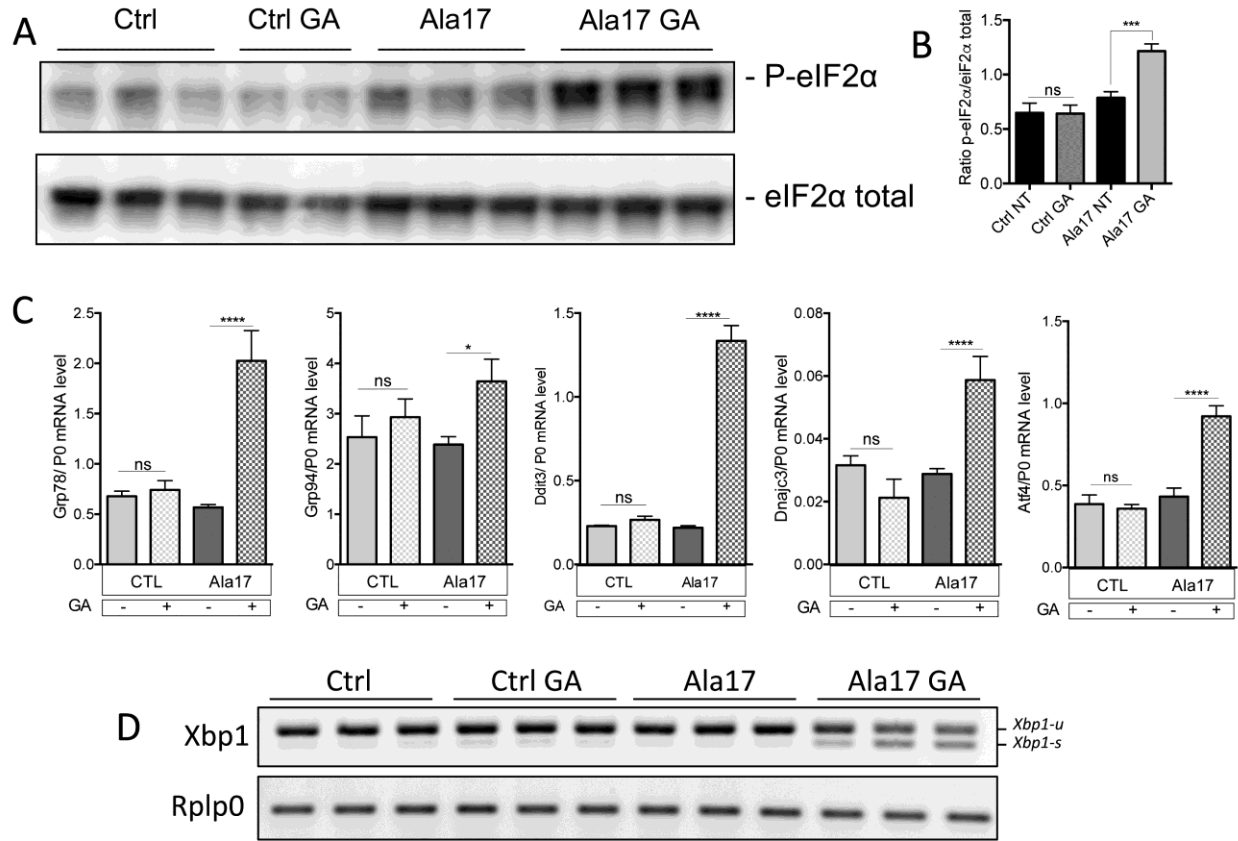 A
Ctrl Ctrl GA Ala17 Ala17 GA
- P-eIF2α
- eIF2α total
B
Ratio p-eIF2α/eiF2α total
1.5
1.0
0.5
0.0
ns
***
Ctrl NT
Ctrl GA
Ala17 NT
Ala17 GA
C
Grp78/ P0 mRNA level
2.5
2.0
1.5
1.0
0.5
0.0
ns
****
CTL Ala17
GA - + - +
Grp94/P0 mRNA level
5
4
3
2
1
0
ns
*
CTL Ala17
GA - + - +
Ddit3/ P0 mRNA level
1.5
1.0
0.5
0.0
ns
****
CTL Ala17
GA - + - +
Dnajc3/P0 mRNA level
0.08
0.06
0.04
0.02
0.00
ns
****
CTL Ala17
GA - + - +
Atf4/P0 mRNA level
1.5
1.0
0.5
0.0
ns
****
CTL Ala17
GA - + - +
D
Ctrl Ctrl GA Ala17 Ala17 GA
Xbp1
Xbp1-u
Xbp1-s
Rplp0